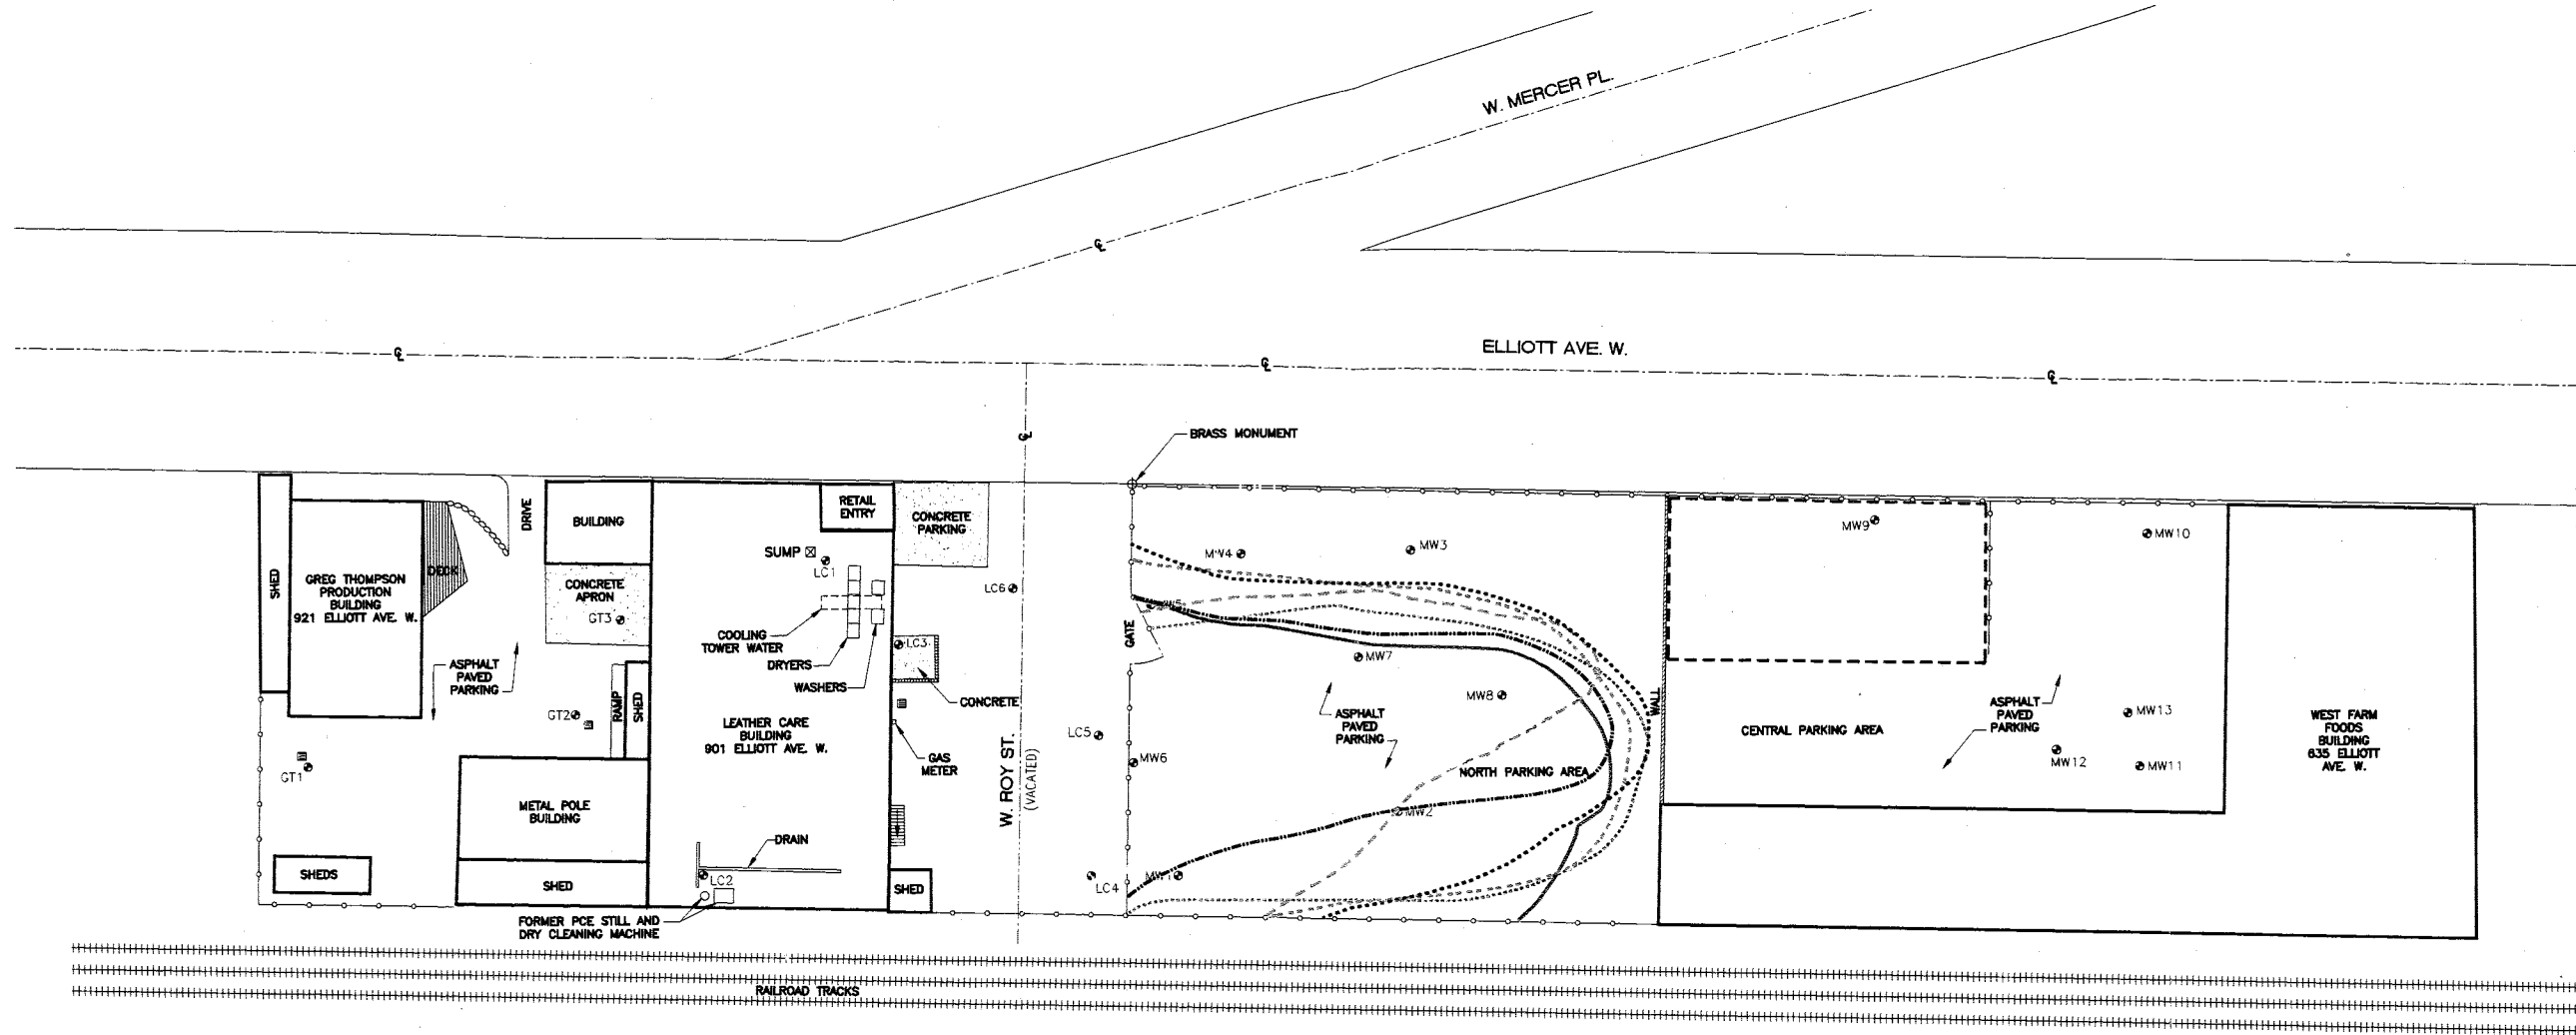 W. MERCER PL.
℄
ELLIOTT AVE. W.
℄
℄
℄
℄
BRASS MONUMENT
SHED
GREG THOMPSON
PRODUCTION
BUILDING
921 ELLIOTT AVE. W.
DECK
DRIVE
BUILDING
CONCRETE
APRON
GT3
ASPHALT
PAVED
PARKING
GT2
RAMP
SHED
GT1
METAL POLE
BUILDING
SHEDS
SHED
RETAIL
ENTRY
SUMP
LC1
COOLING
TOWER WATER
DRYERS
WASHERS
LEATHER CARE
BUILDING
901 ELLIOTT AVE. W.
DRAIN
LC2
FORMER PCE STILL AND
DRY CLEANING MACHINE
CONCRETE
PARKING
LC6
LC3
CONCRETE
GAS
METER
SHED
W. ROY ST.
(VACATED)
LC5
LC4
GATE
MW4
MW3
MW7
MW8
ASPHALT
PAVED
PARKING
MW6
NORTH PARKING AREA
MW2
MW1
WALL
MW9
MW10
CENTRAL PARKING AREA
ASPHALT
PAVED
PARKING
MW13
MW12
MW11
WEST FARM
FOODS
BUILDING
635 ELLIOTT
AVE. W.
RAILROAD TRACKS